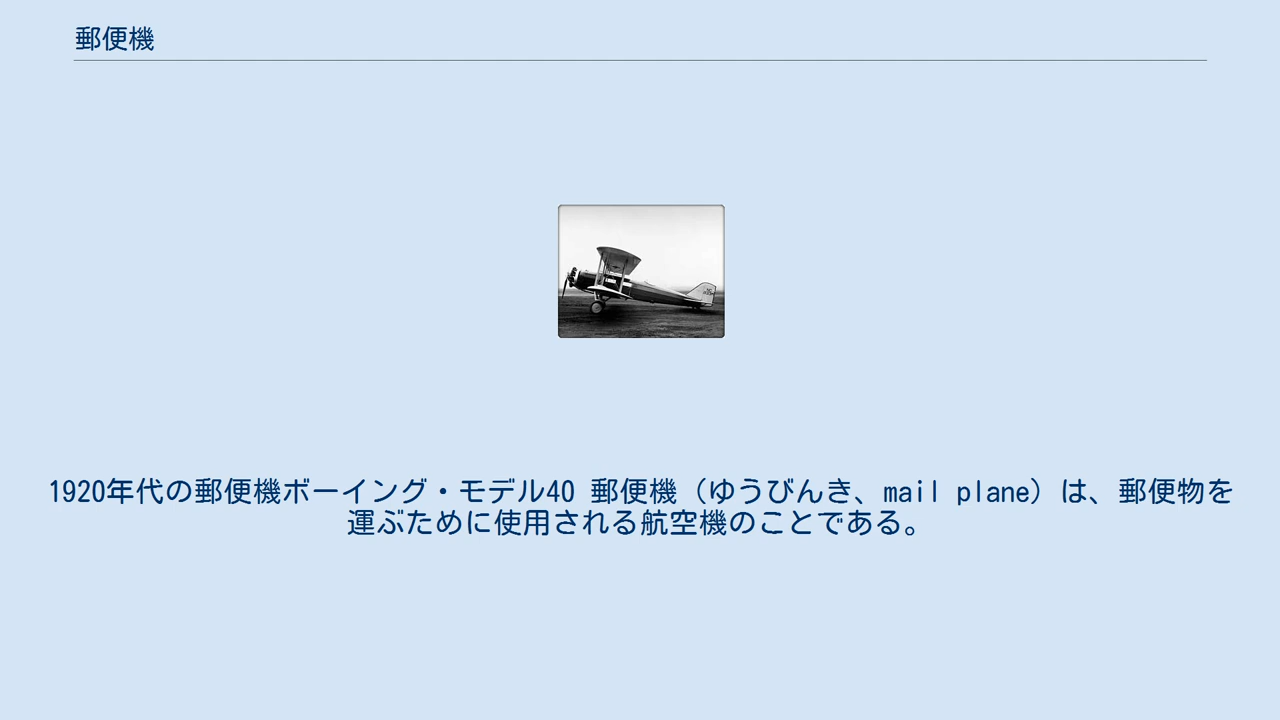 郵便機
1920年代の郵便機ボーイング・モデル40 郵便機（ゆうびんき、mail plane）は、郵便物を
運ぶために使用される航空機のことである。